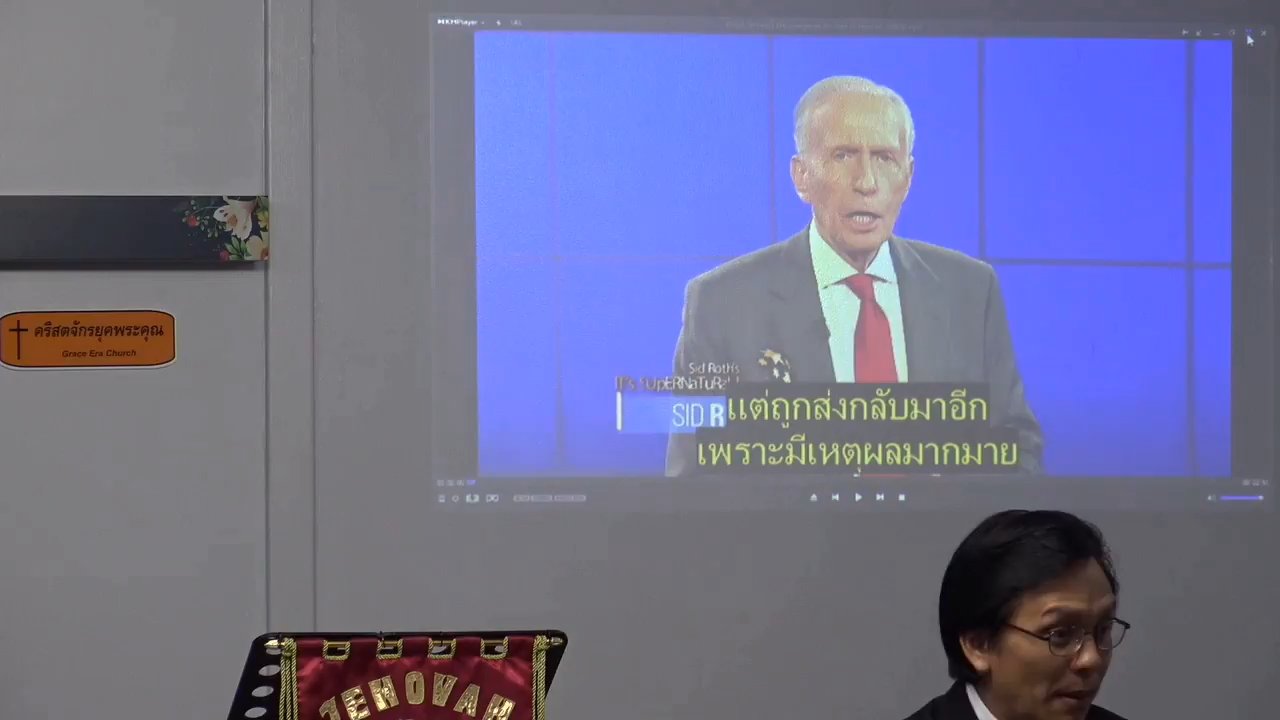 KMPlayer
คริสตจักรยุคพระคุณ
Grace Era Church
Sid Roth's
IT's SUpERNaTuRal!
SID R
แต่ถูกส่งกลับมาอีก
เพราะมีเหตุผลมากมาย
JEHOVAH